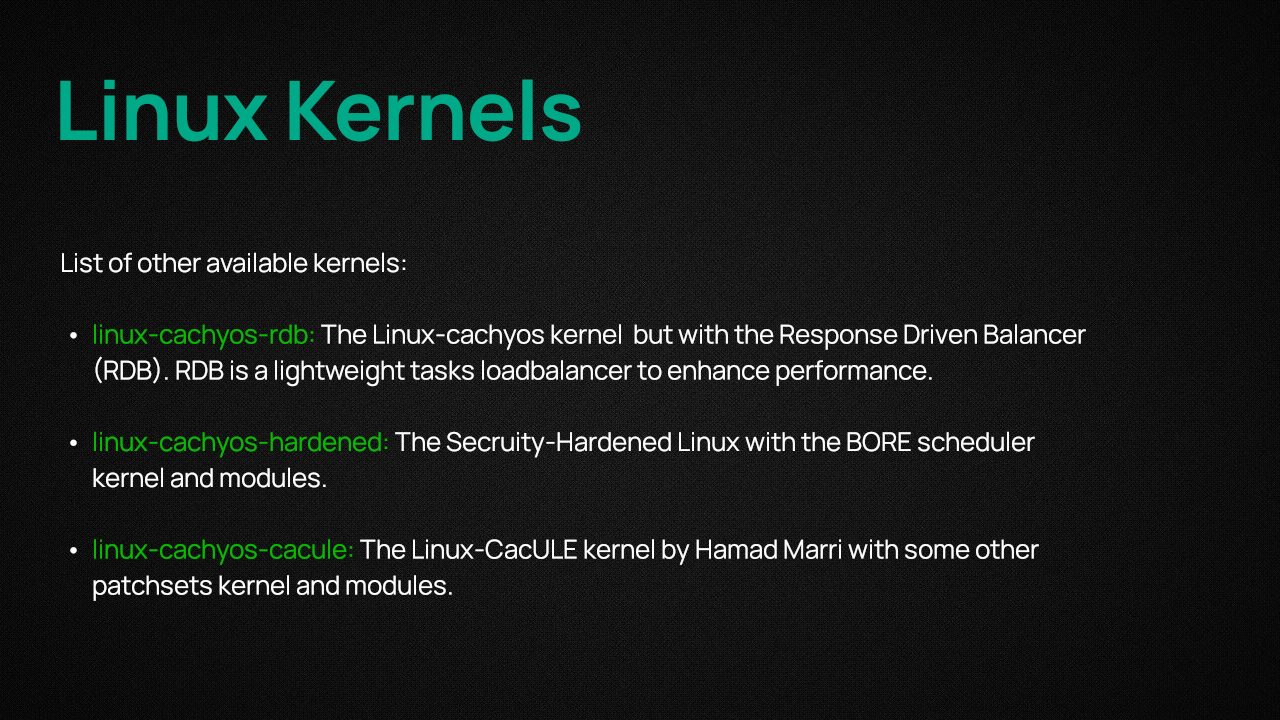 Linux Kernels
List of other available kernels:
• linux-cachyos-rdb: The Linux-cachyos kernel  but with the Response Driven Balancer
(RDB). RDB is a lightweight tasks loadbalancer to enhance performance.
• linux-cachyos-hardened: The Secruity-Hardened Linux with the BORE scheduler
kernel and modules.
• linux-cachyos-cacule: The Linux-CacULE kernel by Hamad Marri with some other
patchsets kernel and modules.